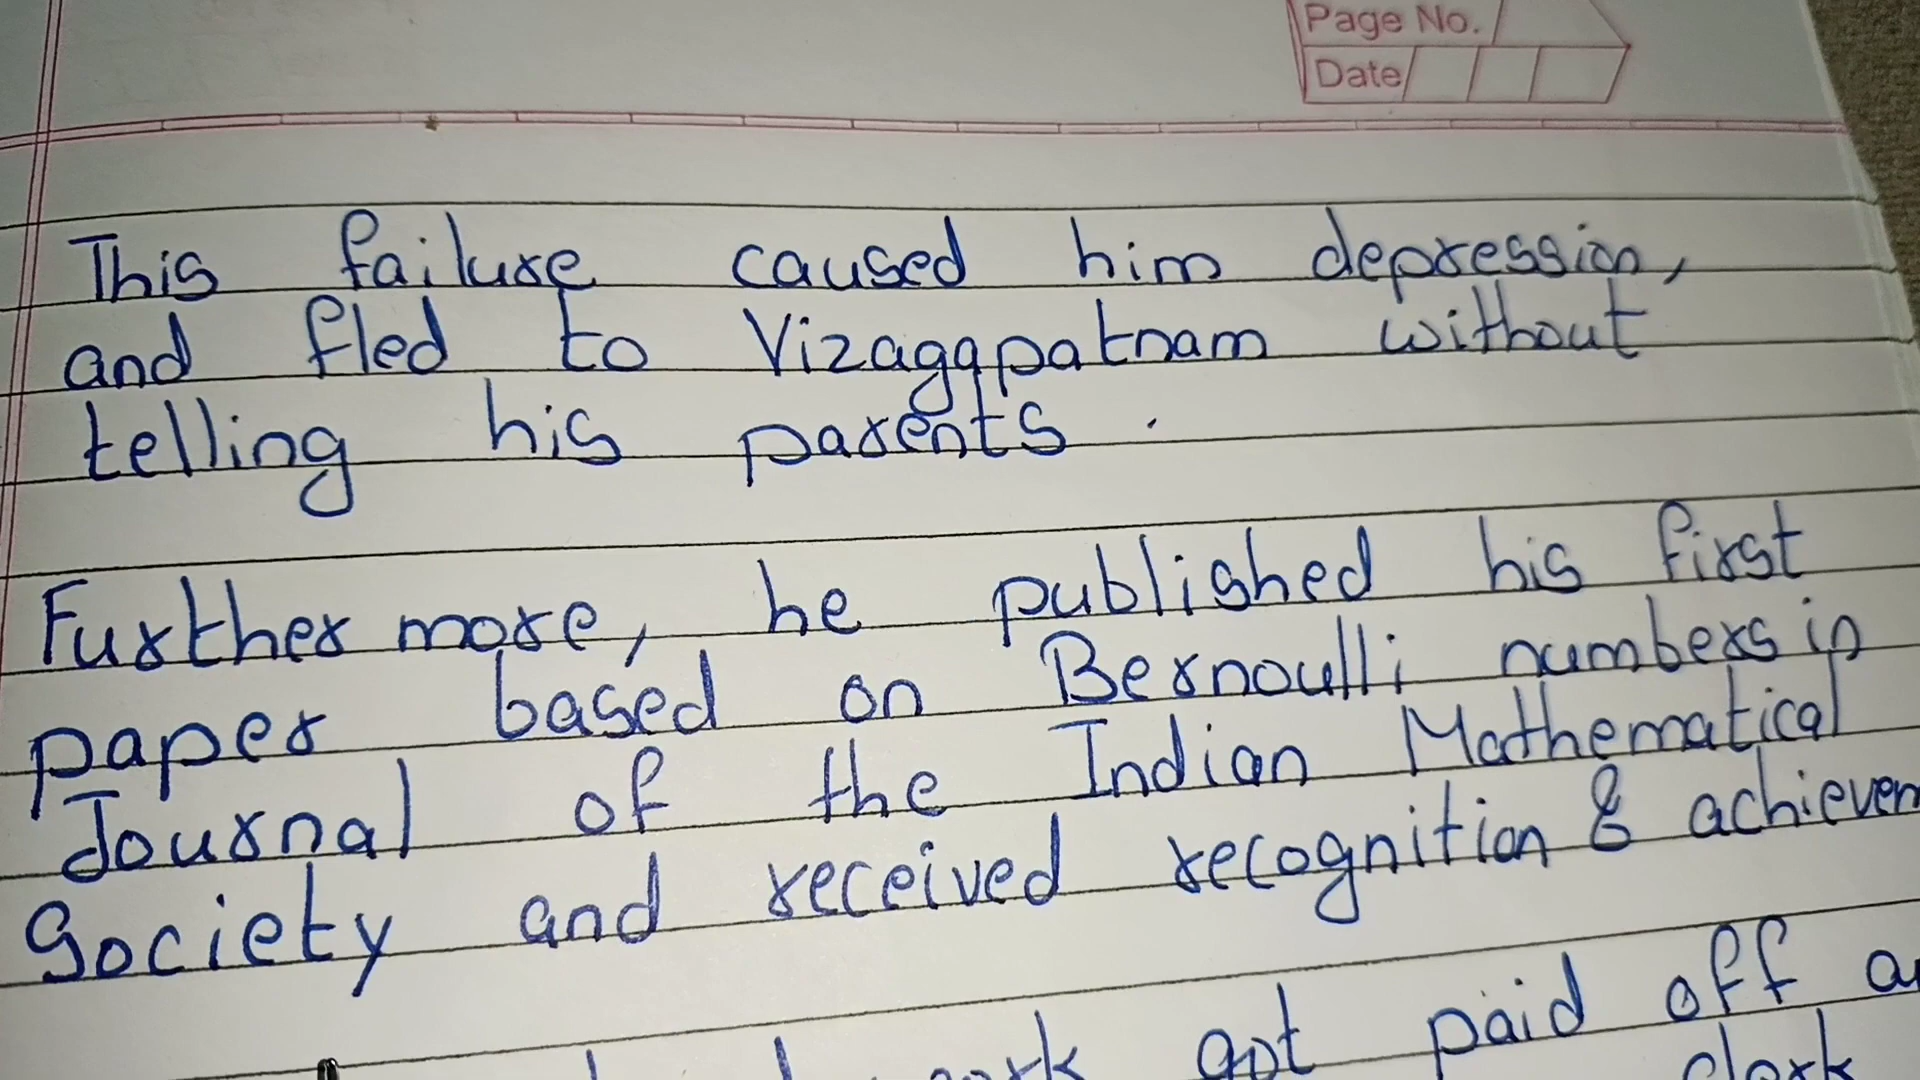 Page No.
Date
This failure caused him depression,
and fled to Vizagapatnam without
telling his parents.
Further more, he published his first
paper based on Bernoulli numbers in
Journal of the Indian Mathematical
Society and received recognition & achievem
got paid off